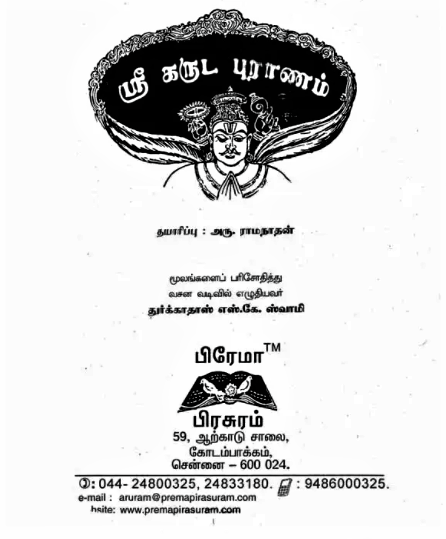 ஸ்ரீ கருட புராணம்
தயாரிப்பு : அரு. ராமநாதன்
மூலங்களைப் பரிசோதித்து
வசன வடிவில் எழுதியவர்
துர்க்காதாஸ் எஸ்.கே. ஸ்வாமி
பிரேமா™
பிரசுரம்
59, ஆற்காடு சாலை,
கோடம்பாக்கம்,
சென்னை – 600 024.
: 044- 24800325, 24833180. : 9486000325.
e-mail : aruram@premapirasuram.com
bsite: www.premapirasuram.com